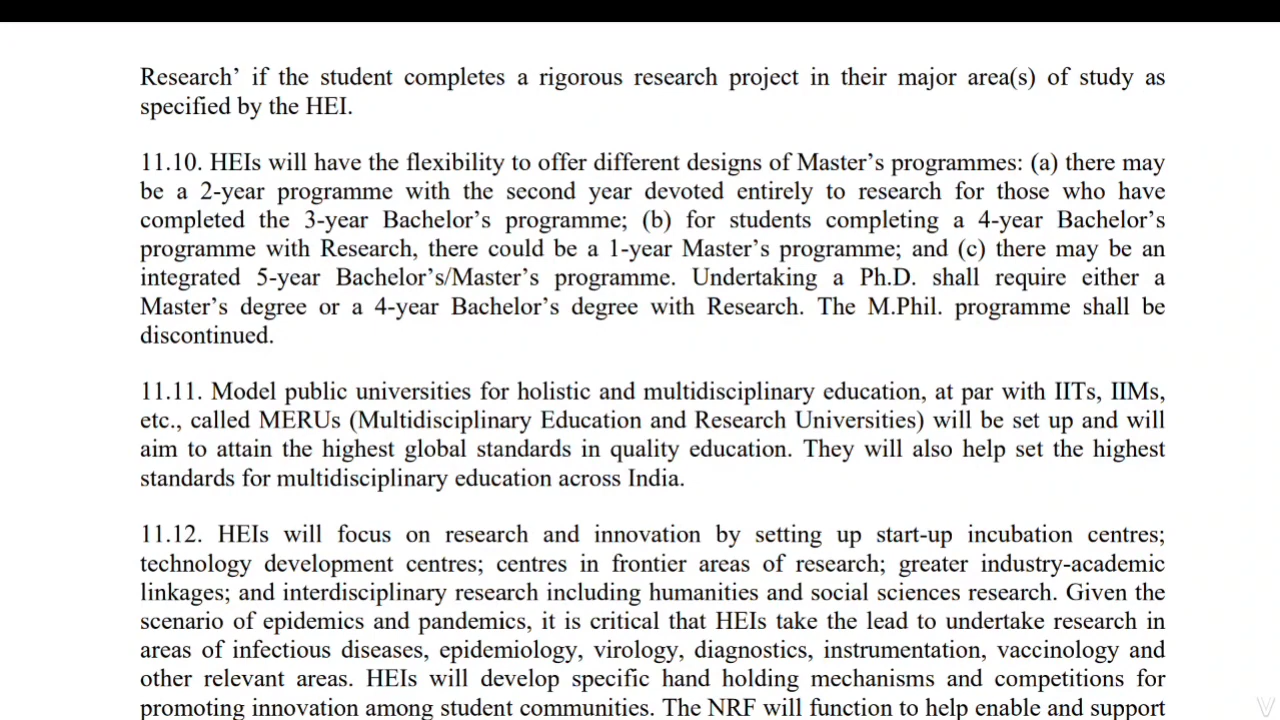 Research’ if the student completes a rigorous research project in their major area(s) of study as
specified by the HEI.
11.10. HEIs will have the flexibility to offer different designs of Master’s programmes: (a) there may
be a 2-year programme with the second year devoted entirely to research for those who have
completed the 3-year Bachelor’s programme; (b) for students completing a 4-year Bachelor’s
programme with Research, there could be a 1-year Master’s programme; and (c) there may be an
integrated 5-year Bachelor’s/Master’s programme. Undertaking a Ph.D. shall require either a
Master’s degree or a 4-year Bachelor’s degree with Research. The M.Phil. programme shall be
discontinued.
11.11. Model public universities for holistic and multidisciplinary education, at par with IITs, IIMs,
etc., called MERUs (Multidisciplinary Education and Research Universities) will be set up and will
aim to attain the highest global standards in quality education. They will also help set the highest
standards for multidisciplinary education across India.
11.12. HEIs will focus on research and innovation by setting up start-up incubation centres;
technology development centres; centres in frontier areas of research; greater industry-academic
linkages; and interdisciplinary research including humanities and social sciences research. Given the
scenario of epidemics and pandemics, it is critical that HEIs take the lead to undertake research in
areas of infectious diseases, epidemiology, virology, diagnostics, instrumentation, vaccinology and
other relevant areas. HEIs will develop specific hand holding mechanisms and competitions for
promoting innovation among student communities. The NRF will function to help enable and support
V